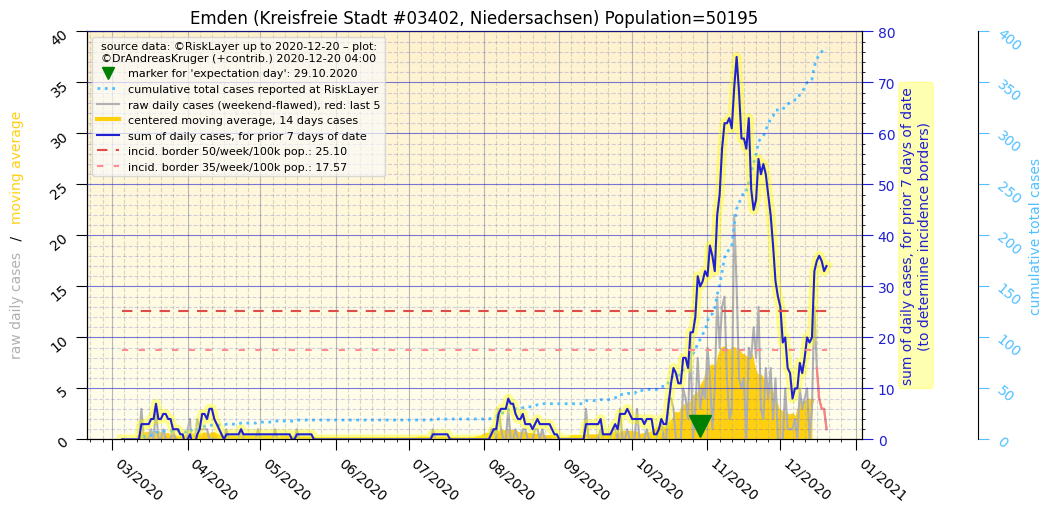 Emden (Kreisfreie Stadt #03402, Niedersachsen) Population=50195
source data: ©RiskLayer up to 2020-12-20 – plot:
©DrAndreasKruger (+contrib.) 2020-12-20 04:00
marker for 'expectation day': 29.10.2020
cumulative total cases reported at RiskLayer
raw daily cases (weekend-flawed), red: last 5
centered moving average, 14 days cases
sum of daily cases, for prior 7 days of date
incid. border 50/week/100k pop.: 25.10
incid. border 35/week/100k pop.: 17.57
raw daily cases / moving average
40
35
30
25
20
15
10
5
0
03/2020
04/2020
05/2020
06/2020
07/2020
08/2020
09/2020
10/2020
11/2020
12/2020
01/2021
80
70
60
50
40
30
20
10
0
sum of daily cases, for prior 7 days of date
(to determine incidence borders)
400
350
300
250
200
150
100
50
0
cumulative total cases